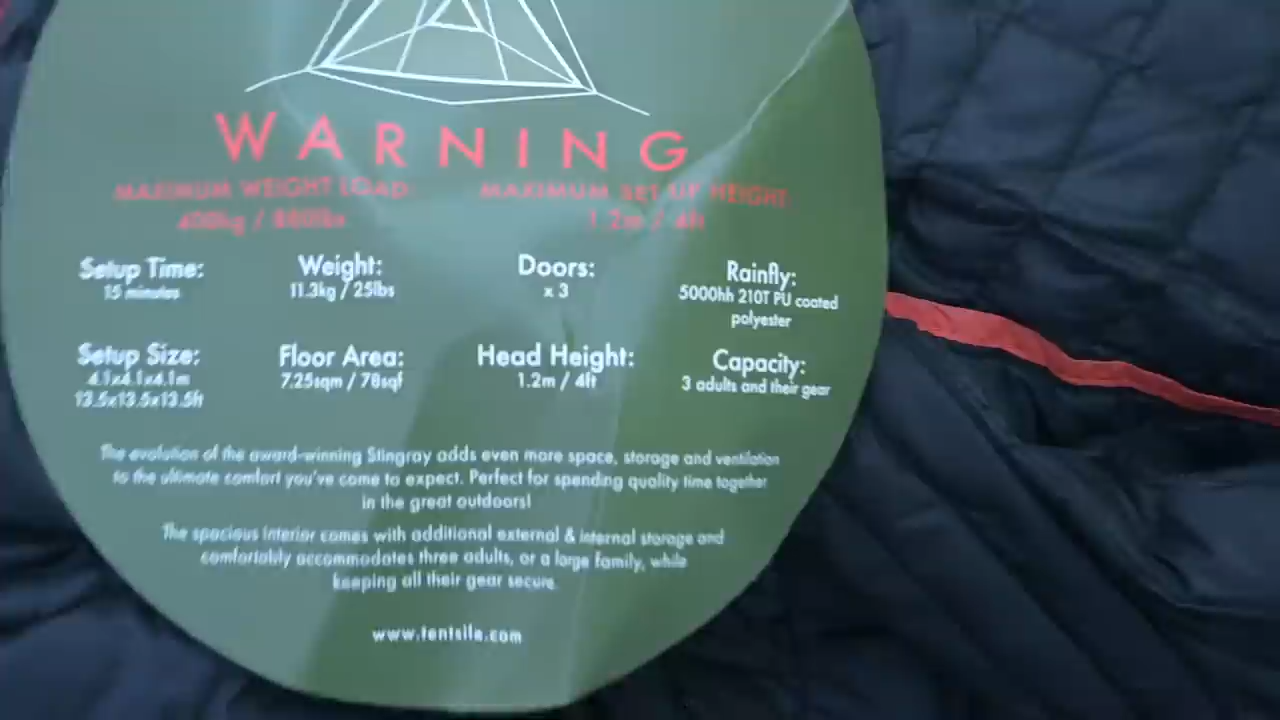 WARNING
MAXIMUM WEIGHT LOAD:
400kg / 880lbs
MAXIMUM SET UP HEIGHT:
1.2m / 4ft
Setup Time:
15 minutes
Weight:
11.3kg / 25lbs
Doors:
x 3
Rainfly:
5000hh 210T PU coated
polyester
Setup Size:
4.1x4.1x4.1m
13.5x13.5x13.5ft
Floor Area:
7.25sqm / 78sqf
Head Height:
1.2m / 4ft
Capacity:
3 adults and their gear
The evolution of the award-winning Stingray adds even more space, storage and ventilation
to the ultimate comfort you've come to expect. Perfect for spending quality time together
in the great outdoors!
The spacious interior comes with additional external & internal storage and
comfortably accommodates three adults, or a large family, while
keeping all their gear secure.
www.tentsile.com